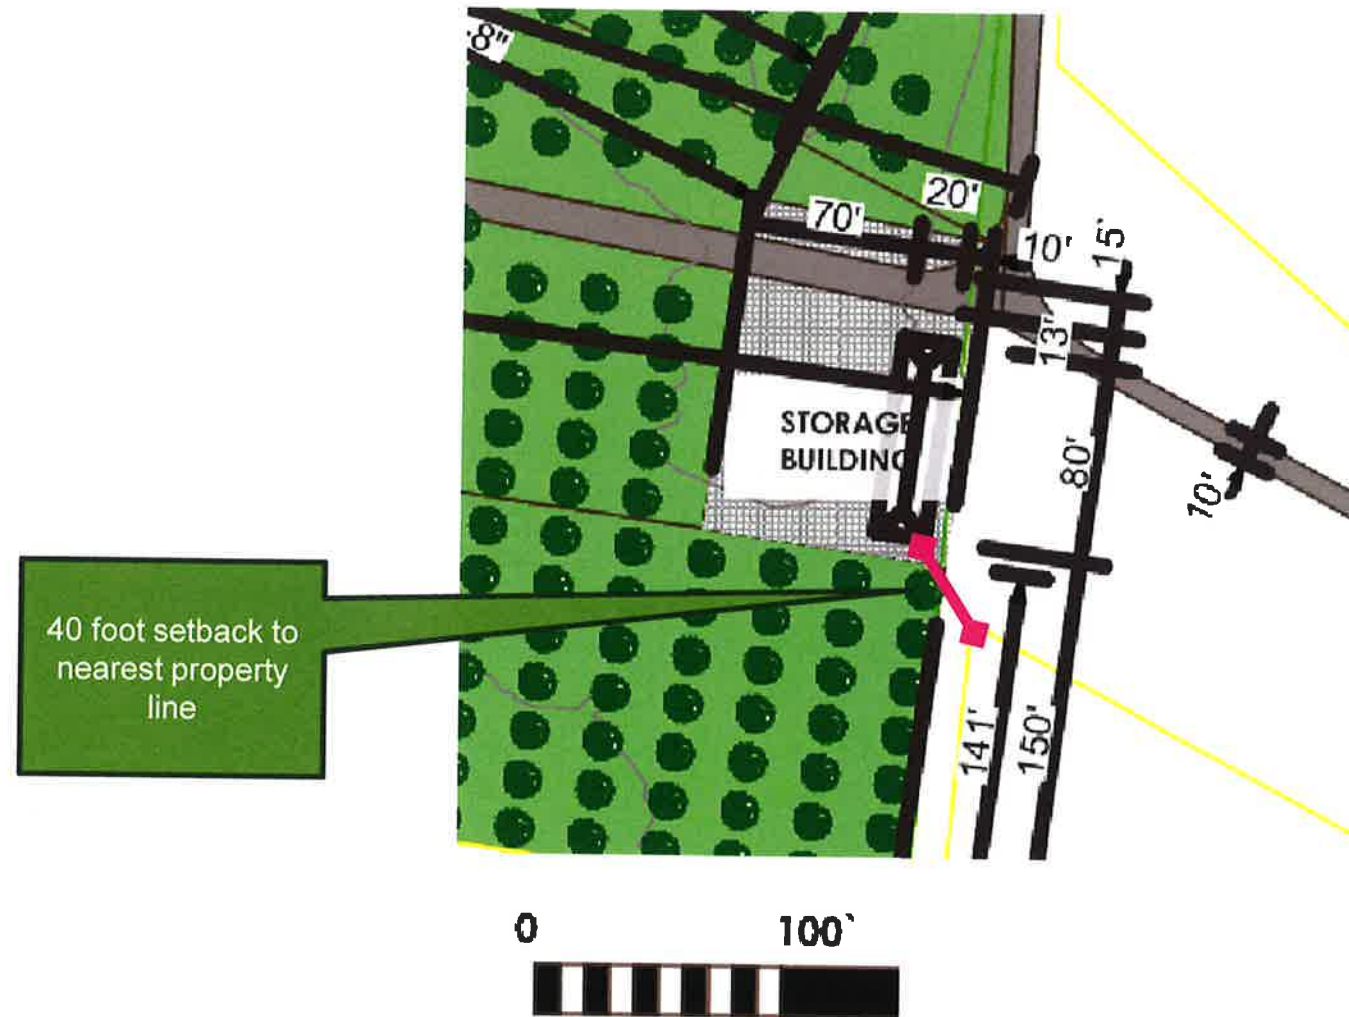 -8"
20'
70'
10'
15'
13'
STORAGE
BUILDING
80'
10'
40 foot setback to
nearest property
line
141'
150'
0 100`